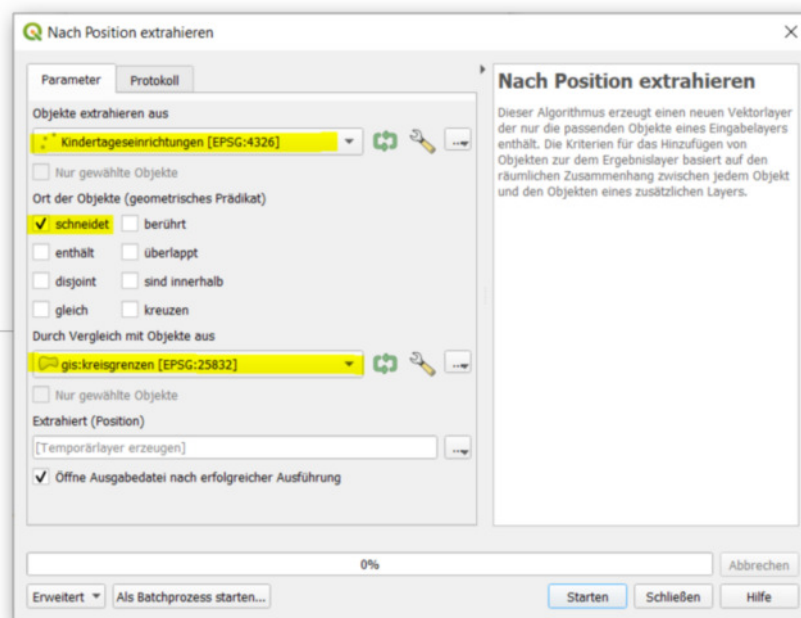 Nach Position extrahieren
Parameter
Protokoll
Objekte extrahieren aus
Kindertageseinrichtungen [EPSG:4326]
Nur gewählte Objekte
Ort der Objekte (geometrisches Prädikat)
schneidet
berührt
enthält
überlappt
disjoint
sind innerhalb
gleich
kreuzen
Durch Vergleich mit Objekte aus
gis:kreisgrenzen [EPSG:25832]
Nur gewählte Objekte
Extrahiert (Position)
[Temporärlayer erzeugen]
Öffne Ausgabedatei nach erfolgreicher Ausführung
Nach Position extrahieren
Dieser Algorithmus erzeugt einen neuen Vektorlayer
der nur die passenden Objekte eines Eingabelayers
enthält. Die Kriterien für das Hinzufügen von
Objekten zur dem Ergebnislayer basiert auf den
räumlichen Zusammenhang zwischen jedem Objekt
und den Objekten eines zusätzlichen Layers.
0%
Abbrechen
Erweitert
Als Batchprozess starten...
Starten
Schließen
Hilfe